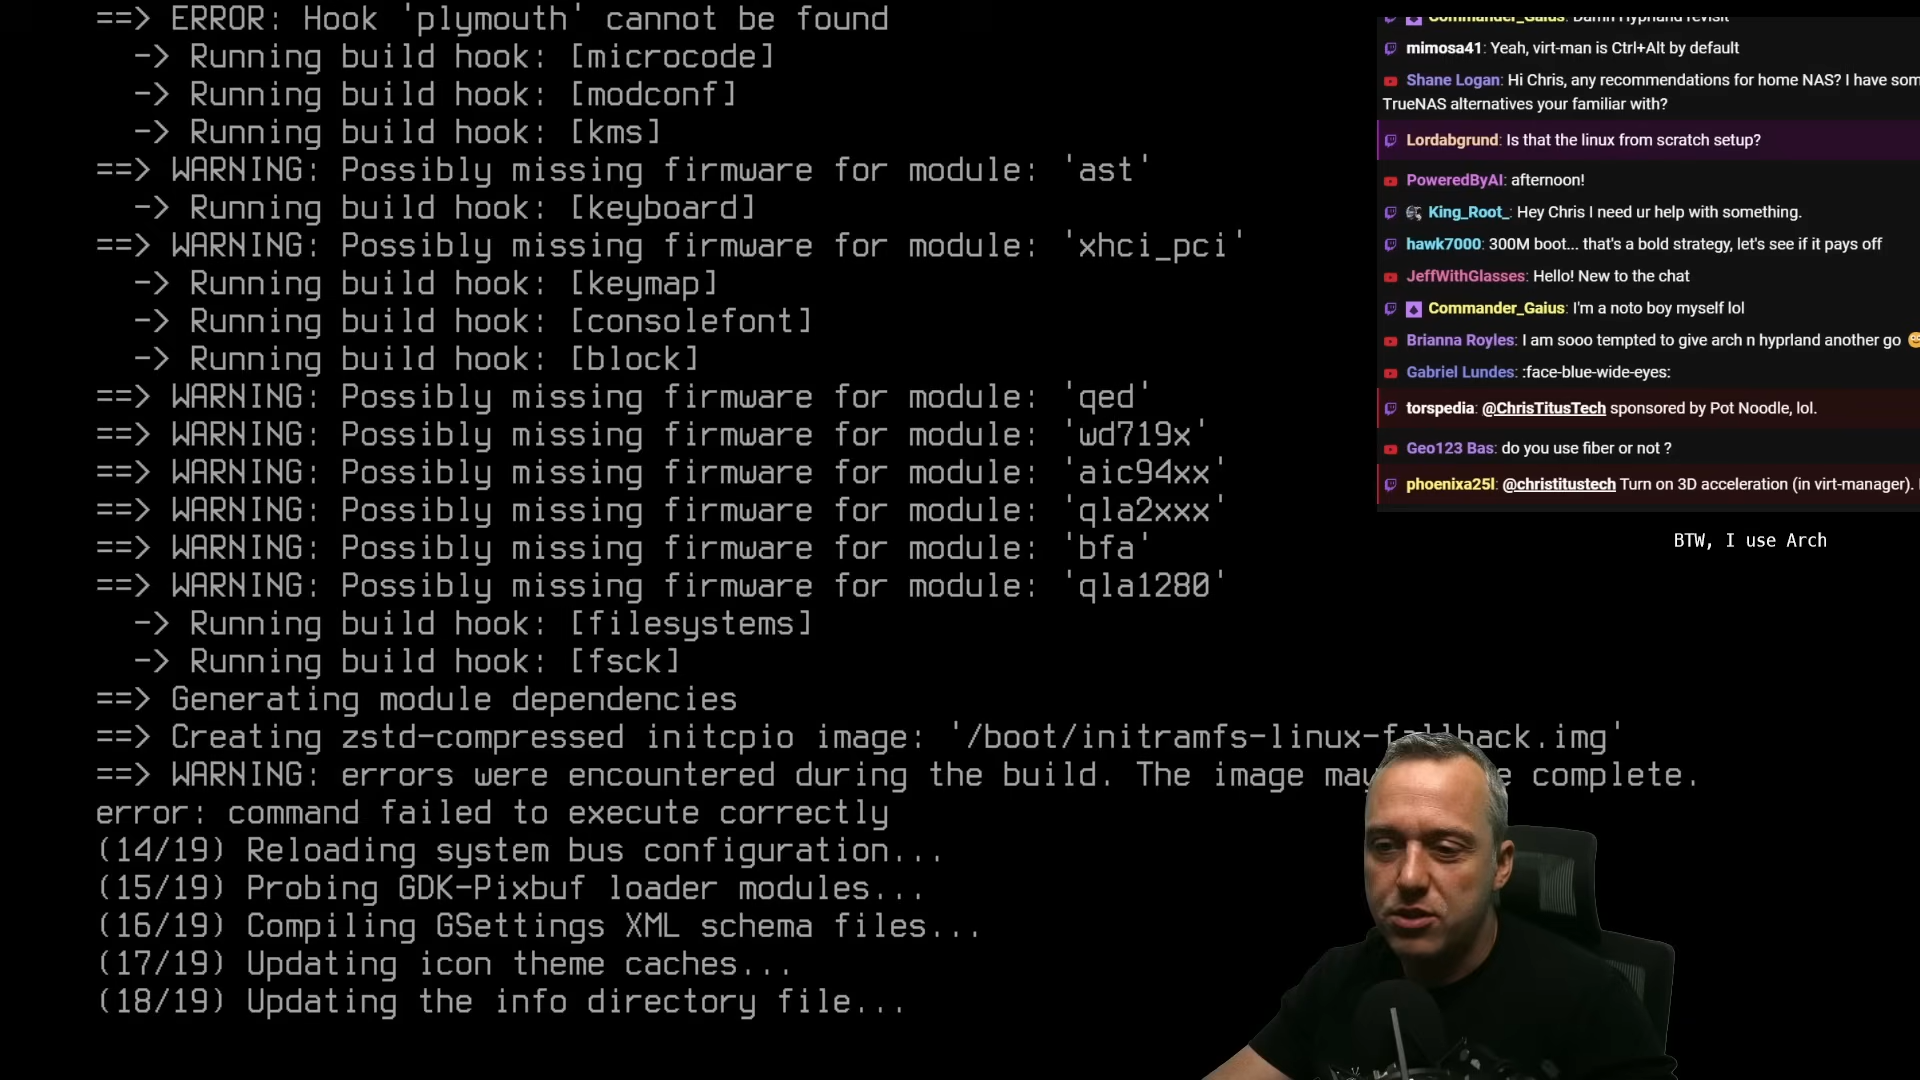 ==> ERROR: Hook 'plymouth' cannot be found
-> Running build hook: [microcode]
-> Running build hook: [modconf]
-> Running build hook: [kms]
==> WARNING: Possibly missing firmware for module: 'ast'
-> Running build hook: [keyboard]
==> WARNING: Possibly missing firmware for module: 'xhci_pci'
-> Running build hook: [keymap]
-> Running build hook: [consolefont]
-> Running build hook: [block]
==> WARNING: Possibly missing firmware for module: 'qed'
==> WARNING: Possibly missing firmware for module: 'wd719x'
==> WARNING: Possibly missing firmware for module: 'aic94xx'
==> WARNING: Possibly missing firmware for module: 'qla2xxx'
==> WARNING: Possibly missing firmware for module: 'bfa'
==> WARNING: Possibly missing firmware for module: 'qla1280'
-> Running build hook: [filesystems]
-> Running build hook: [fsck]
==> Generating module dependencies
==> Creating zstd-compressed initcpio image: '/boot/initramfs-linux-fallback.img'
==> WARNING: errors were encountered during the build. The image may complete.
error: command failed to execute correctly
(14/19) Reloading system bus configuration...
(15/19) Probing GDK-Pixbuf loader modules...
(16/19) Compiling GSettings XML schema files...
(17/19) Updating icon theme caches...
(18/19) Updating the info directory file...
Commander_Gaius: Damn Hyprland revisit
mimosa41: Yeah, virt-man is Ctrl+Alt by default
Shane Logan: Hi Chris, any recommendations for home NAS? I have som
TrueNAS alternatives your familiar with?
Lordabgrund: Is that the linux from scratch setup?
PoweredByAI: afternoon!
King_Root_: Hey Chris I need ur help with something.
hawk7000: 300M boot... that's a bold strategy, let's see if it pays off
JeffWithGlasses: Hello! New to the chat
Commander_Gaius: I'm a noto boy myself lol
Brianna Royles: I am sooo tempted to give arch n hyprland another go
Gabriel Lundes: :face-blue-wide-eyes:
torspedia: @ChrisTitusTech sponsored by Pot Noodle, lol.
Geo123 Bas: do you use fiber or not ?
phoenixa25l: @christitustech Turn on 3D acceleration (in virt-manager).
BTW, I use Arch